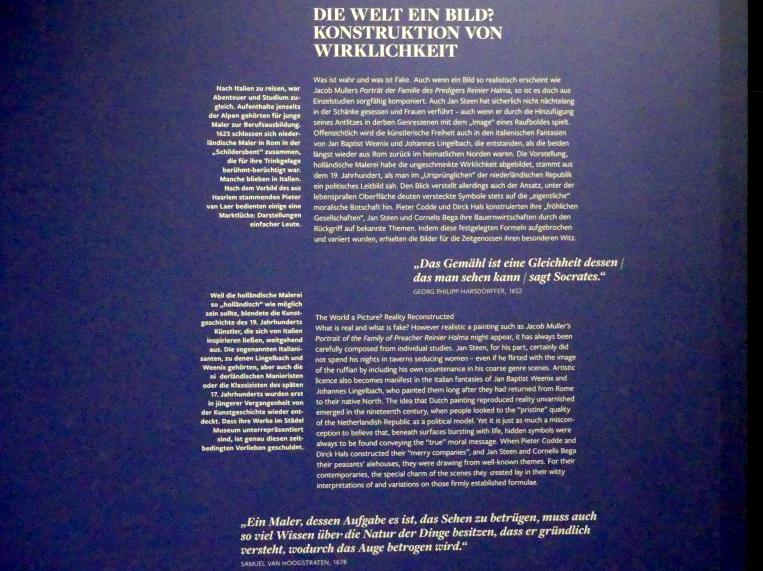 DIE WELT EIN BILD?
KONSTRUKTION VON
WIRKLICHKEIT
Was ist wahr und was ist Fake. Auch wenn ein Bild so realistisch erscheint wie
Jacob Mullers Porträt der Familie des Predigers Reinier Halma, so ist es doch aus
Einzelstudien sorgfältig komponiert. Auch Jan Steen hat sicherlich nicht nächtelang
in der Schänke gesessen und Frauen verführt – auch wenn er durch die Hinzufügung
seines Antlitzes in derben Genreszenen mit dem „Image" eines Raufboldes spielt.
Offensichtlich wird die künstlerische Freiheit auch in den italienischen Fantasien
von Jan Baptist Weenix und Johannes Lingelbach, die entstanden, als die beiden
längst wieder aus Rom zurück im heimatlichen Norden waren. Die Vorstellung,
holländische Malerei habe die ungeschminkte Wirklichkeit abgebildet, stammt aus
dem 19. Jahrhundert, als man im „Ursprünglichen" der niederländischen Republik
ein politisches Leitbild sah. Den Blick verstellt allerdings auch der Ansatz, unter der
lebensprallen Oberfläche deuten versteckte Symbole stets auf die „eigentliche"
moralische Botschaft hin. Pieter Codde und Dirck Hals konstruierten ihre „fröhlichen
Gesellschaften", Jan Steen und Cornelis Bega ihre Bauernwirtschaften durch den
Rückgriff auf bekannte Themen. Indem diese festgelegten Formeln aufgebrochen
und variiert wurden, erhielten die Bilder für die Zeitgenossen ihren besonderen Witz.
Nach Italien zu reisen, war
Abenteuer und Studium zu-
gleich. Aufenthalte jenseits
der Alpen gehörten für junge
Maler zur Berufsausbildung.
1623 schlossen sich nieder-
ländische Maler in Rom in der
„Schildersbent" zusammen,
die für ihre Trinkgelage
berühmt-berüchtigt war.
Manche blieben in Italien.
Nach dem Vorbild des aus
Haarlem stammenden Pieter
van Laer bedienten einige eine
Marktlücke: Darstellungen
einfacher Leute.
„Das Gemähl ist eine Gleichheit dessen /
das man sehen kann / sagt Socrates."
GEORG PHILIPP HARSDÖRFFER, 1652
Weil die holländische Malerei
so „holländisch" wie möglich
sein sollte, blendete die Kunst-
geschichte des 19. Jahrhunderts
Künstler, die sich von Italien
inspirieren ließen, weitgehend
aus. Die sogenannten Italiani-
santen, zu denen Lingelbach und
Weenix gehörten, aber auch die
ni derländischen Manieristen
oder die Klassizisten des späten
17. Jahrhunderts wurden erst
in jüngerer Vergangenheit von
der Kunstgeschichte wieder ent-
deckt. Dass ihre Werke im Städel
Museum unterrepräsentiert
sind, ist genau diesen zeit-
bedingten Vorlieben geschuldet.
The World a Picture? Reality Reconstructed
What is real and what is fake? However realistic a painting such as Jacob Muller's
Portrait of the Family of Preacher Reinier Halma might appear, it has always been
carefully composed from individual studies. Jan Steen, for his part, certainly did
not spend his nights in taverns seducing women – even if he flirted with the image
of the ruffian by including his own countenance in his coarse genre scenes. Artistic
licence also becomes manifest in the Italian fantasies of Jan Baptist Weenix and
Johannes Lingelbach, who painted them long after they had returned from Rome
to their native North. The idea that Dutch painting reproduced reality unvarnished
emerged in the nineteenth century, when people looked to the "pristine" quality
of the Netherlandish Republic as a political model. Yet it is just as much a miscon-
ception to believe that, beneath surfaces bursting with life, hidden symbols were
always to be found conveying the "true" moral message. When Pieter Codde and
Dirck Hals constructed their "merry companies", and Jan Steen and Cornelis Bega
their peasants' alehouses, they were drawing from well-known themes. For their
contemporaries, the special charm of the scenes they created lay in their witty
interpretations of and variations on those firmly established formulae.
„Ein Maler, dessen Aufgabe es ist, das Sehen zu betrügen, muss auch
so viel Wissen über die Natur der Dinge besitzen, dass er gründlich
versteht, wodurch das Auge betrogen wird."
SAMUEL VAN HOOGSTRATEN, 1678